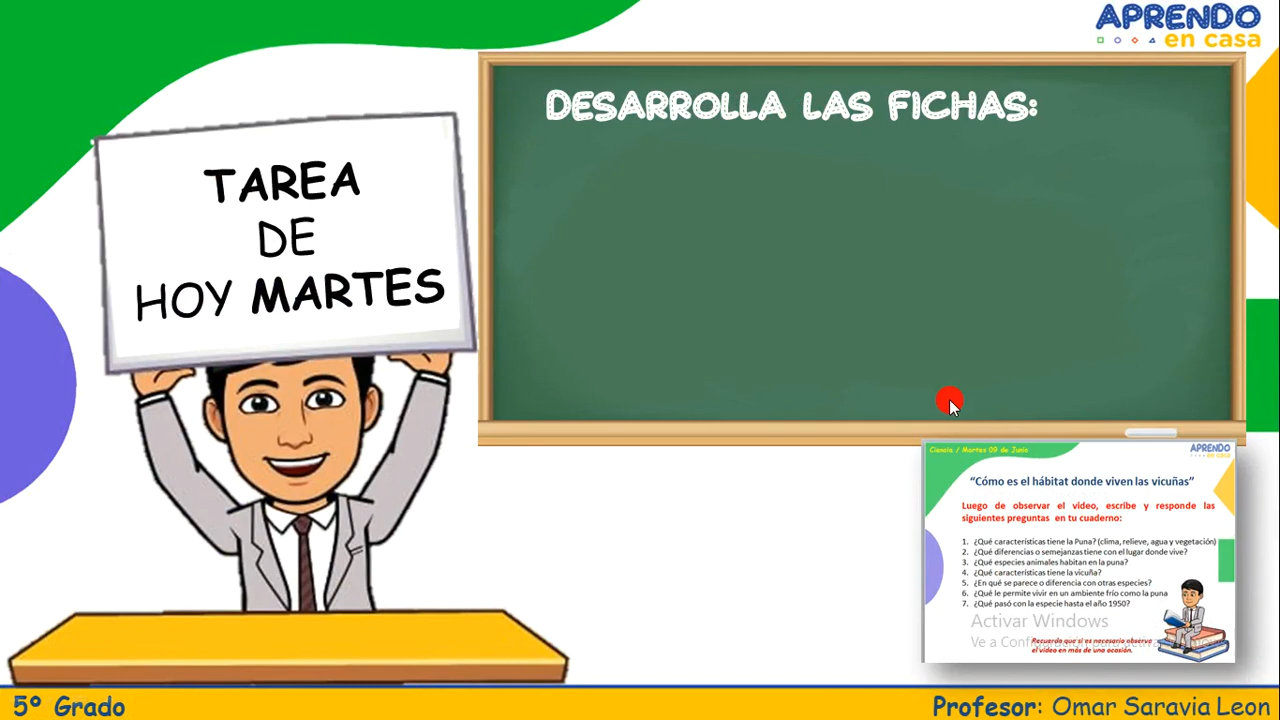 APRENDO
en casa
DESARROLLA LAS FICHAS:
TAREA
DE
HOY MARTES
Ciencia / Martes 09 de Junio
APRENDO
en casa
“Cómo es el hábitat donde viven las vicuñas”
Luego de observar el video, escribe y responde las
siguientes preguntas en tu cuaderno:
1. ¿Qué características tiene la Puna? (clima, relieve, agua y vegetación)
2. ¿Qué diferencias o semejanzas tiene con el lugar donde vive?
3. ¿Qué especies animales habitan en la puna?
4. ¿Qué características tiene la vicuña?
5. ¿En qué se parece o diferencia con otras especies?
6. ¿Qué le permite vivir en un ambiente frío como la puna
7. ¿Qué pasó con la especie hasta el año 1950?
Activar Windows
Ve a Configuración para activar
Recuerda que si es necesario observa
el video en más de una ocasión.
5º Grado
Profesor: Omar Saravia Leon